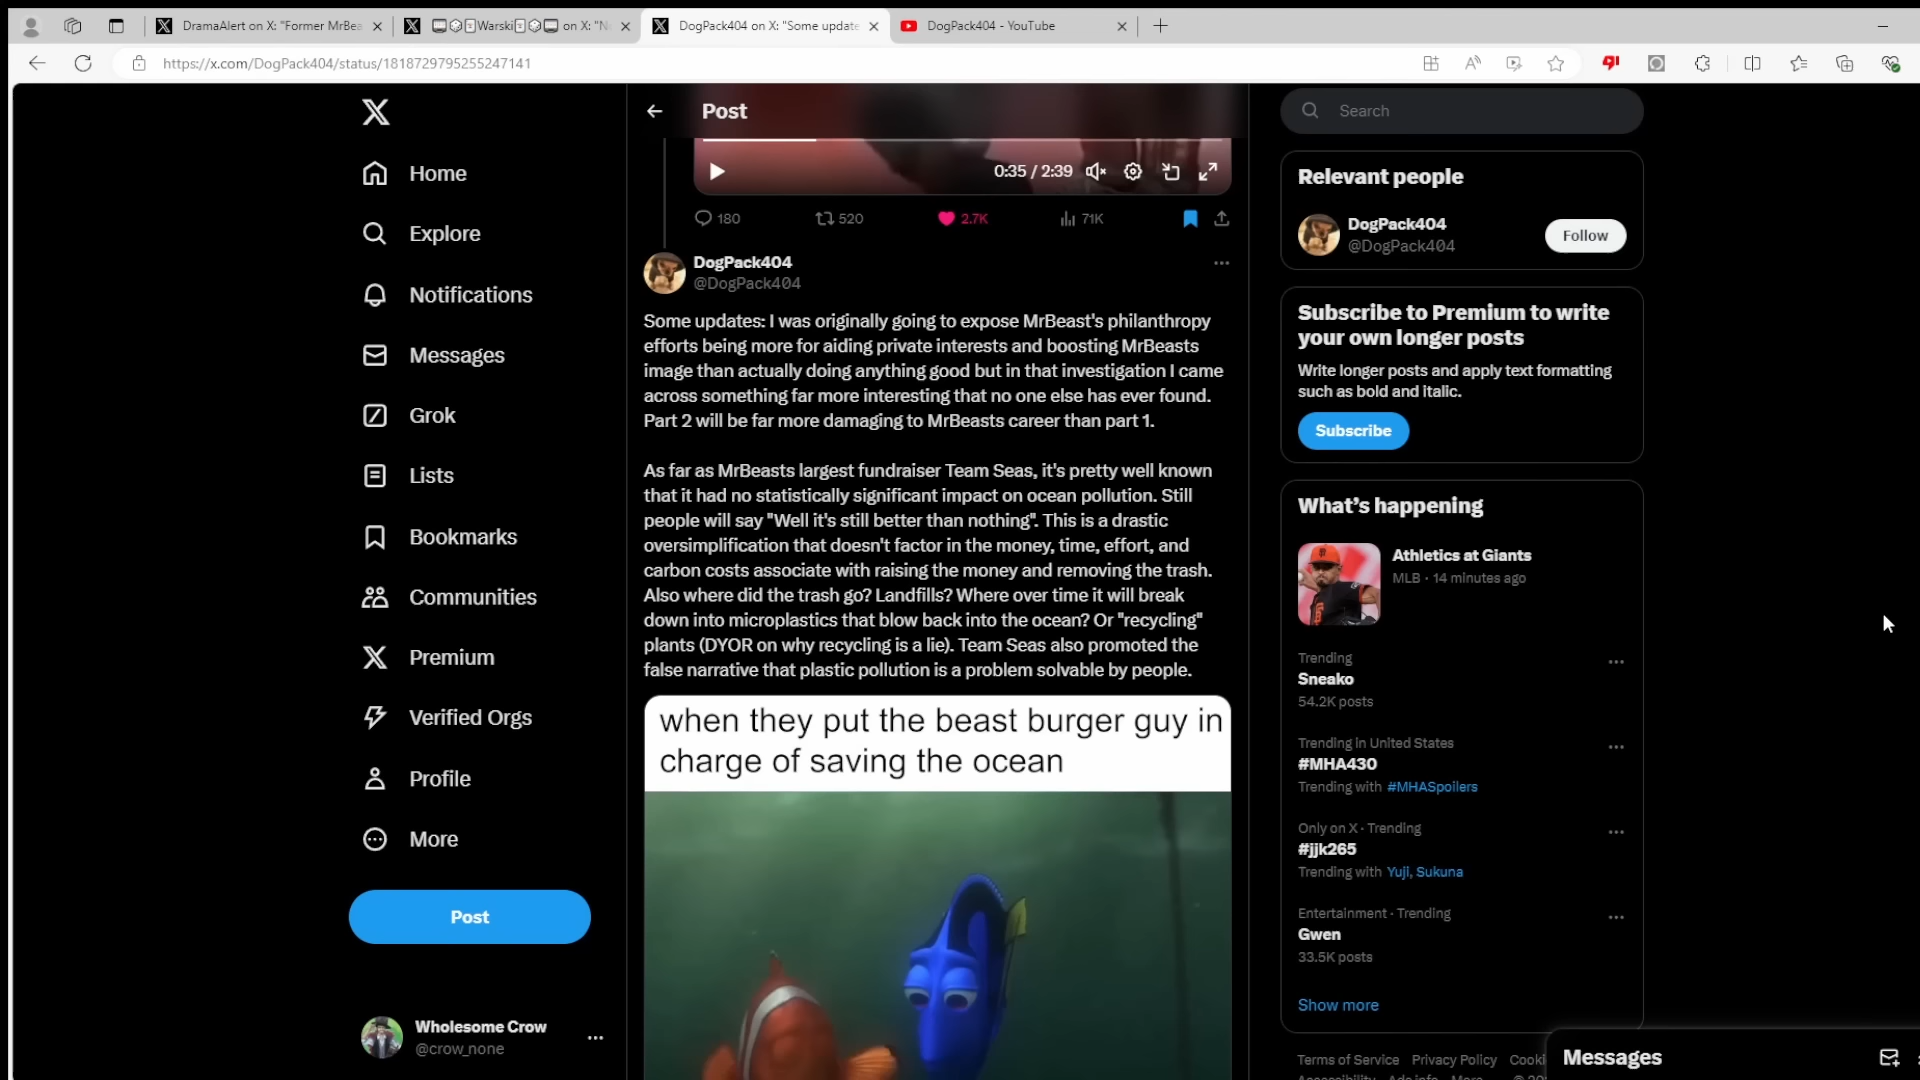 DramaAlert on X: "Former MrBea
Warski on X: "N
DogPack404 on X: "Some update
DogPack404 - YouTube
https://x.com/DogPack404/status/1818729795255247141
Home
Explore
Notifications
Messages
Grok
Lists
Bookmarks
Communities
Premium
Verified Orgs
Profile
More
Post
Wholesome Crow
@crow_none
Post
0:35 / 2:39
180
520
2.7K
71K
DogPack404
@DogPack404
Some updates: I was originally going to expose MrBeast's philanthropy
efforts being more for aiding private interests and boosting MrBeasts
image than actually doing anything good but in that investigation I came
across something far more interesting that no one else has ever found.
Part 2 will be far more damaging to MrBeasts career than part 1.
As far as MrBeasts largest fundraiser Team Seas, it's pretty well known
that it had no statistically significant impact on ocean pollution. Still
people will say "Well it's still better than nothing". This is a drastic
oversimplification that doesn't factor in the money, time, effort, and
carbon costs associate with raising the money and removing the trash.
Also where did the trash go? Landfills? Where over time it will break
down into microplastics that blow back into the ocean? Or "recycling"
plants (DYOR on why recycling is a lie). Team Seas also promoted the
false narrative that plastic pollution is a problem solvable by people.
when they put the beast burger guy in
charge of saving the ocean
Search
Relevant people
DogPack404
@DogPack404
Follow
Subscribe to Premium to write
your own longer posts
Write longer posts and apply text formatting
such as bold and italic.
Subscribe
What's happening
Athletics at Giants
MLB · 14 minutes ago
Trending
Sneako
54.2K posts
Trending in United States
#MHA430
Trending with #MHASpoilers
Only on X · Trending
#jjk265
Trending with Yuji, Sukuna
Entertainment · Trending
Gwen
33.5K posts
Show more
Terms of Service Privacy Policy Cooki
Messages